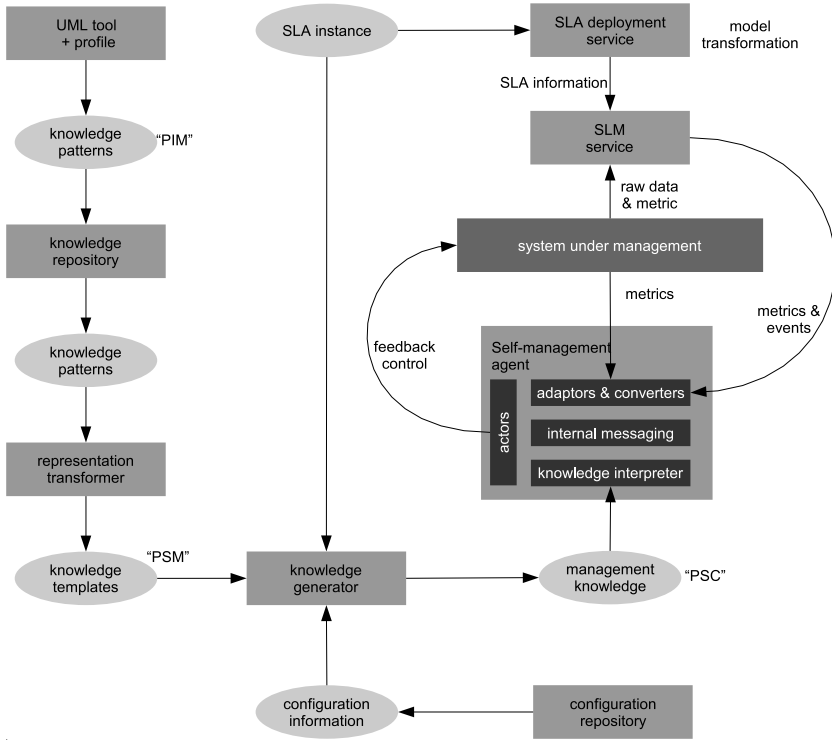 UML tool
+ profile
SLA instance
SLA deployment
service
model
transformation
SLA information
knowledge
patterns
“PIM”
SLM
service
raw data
& metric
knowledge
repository
system under management
metrics
metrics &
events
feedback
control
knowledge
patterns
Self-management
agent
actors
adaptors & converters
internal messaging
knowledge interpreter
representation
transformer
“PSM”
knowledge
templates
knowledge
generator
management
knowledge
“PSC”
configuration
information
configuration
repository